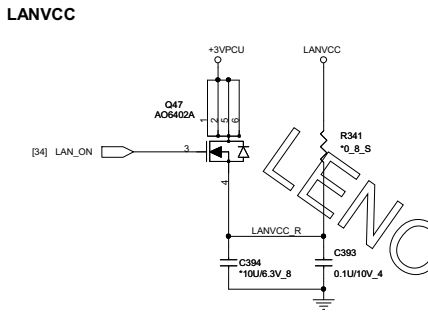 LANVCC
+3VPCU
LANVCC
Q47
AO6402A
1
2
5
6
R341
*0_8_S
[34] LAN_ON
3
4
LANVCC_R
C394
*10U/6.3V_8
C393
0.1U/10V_4
LENO